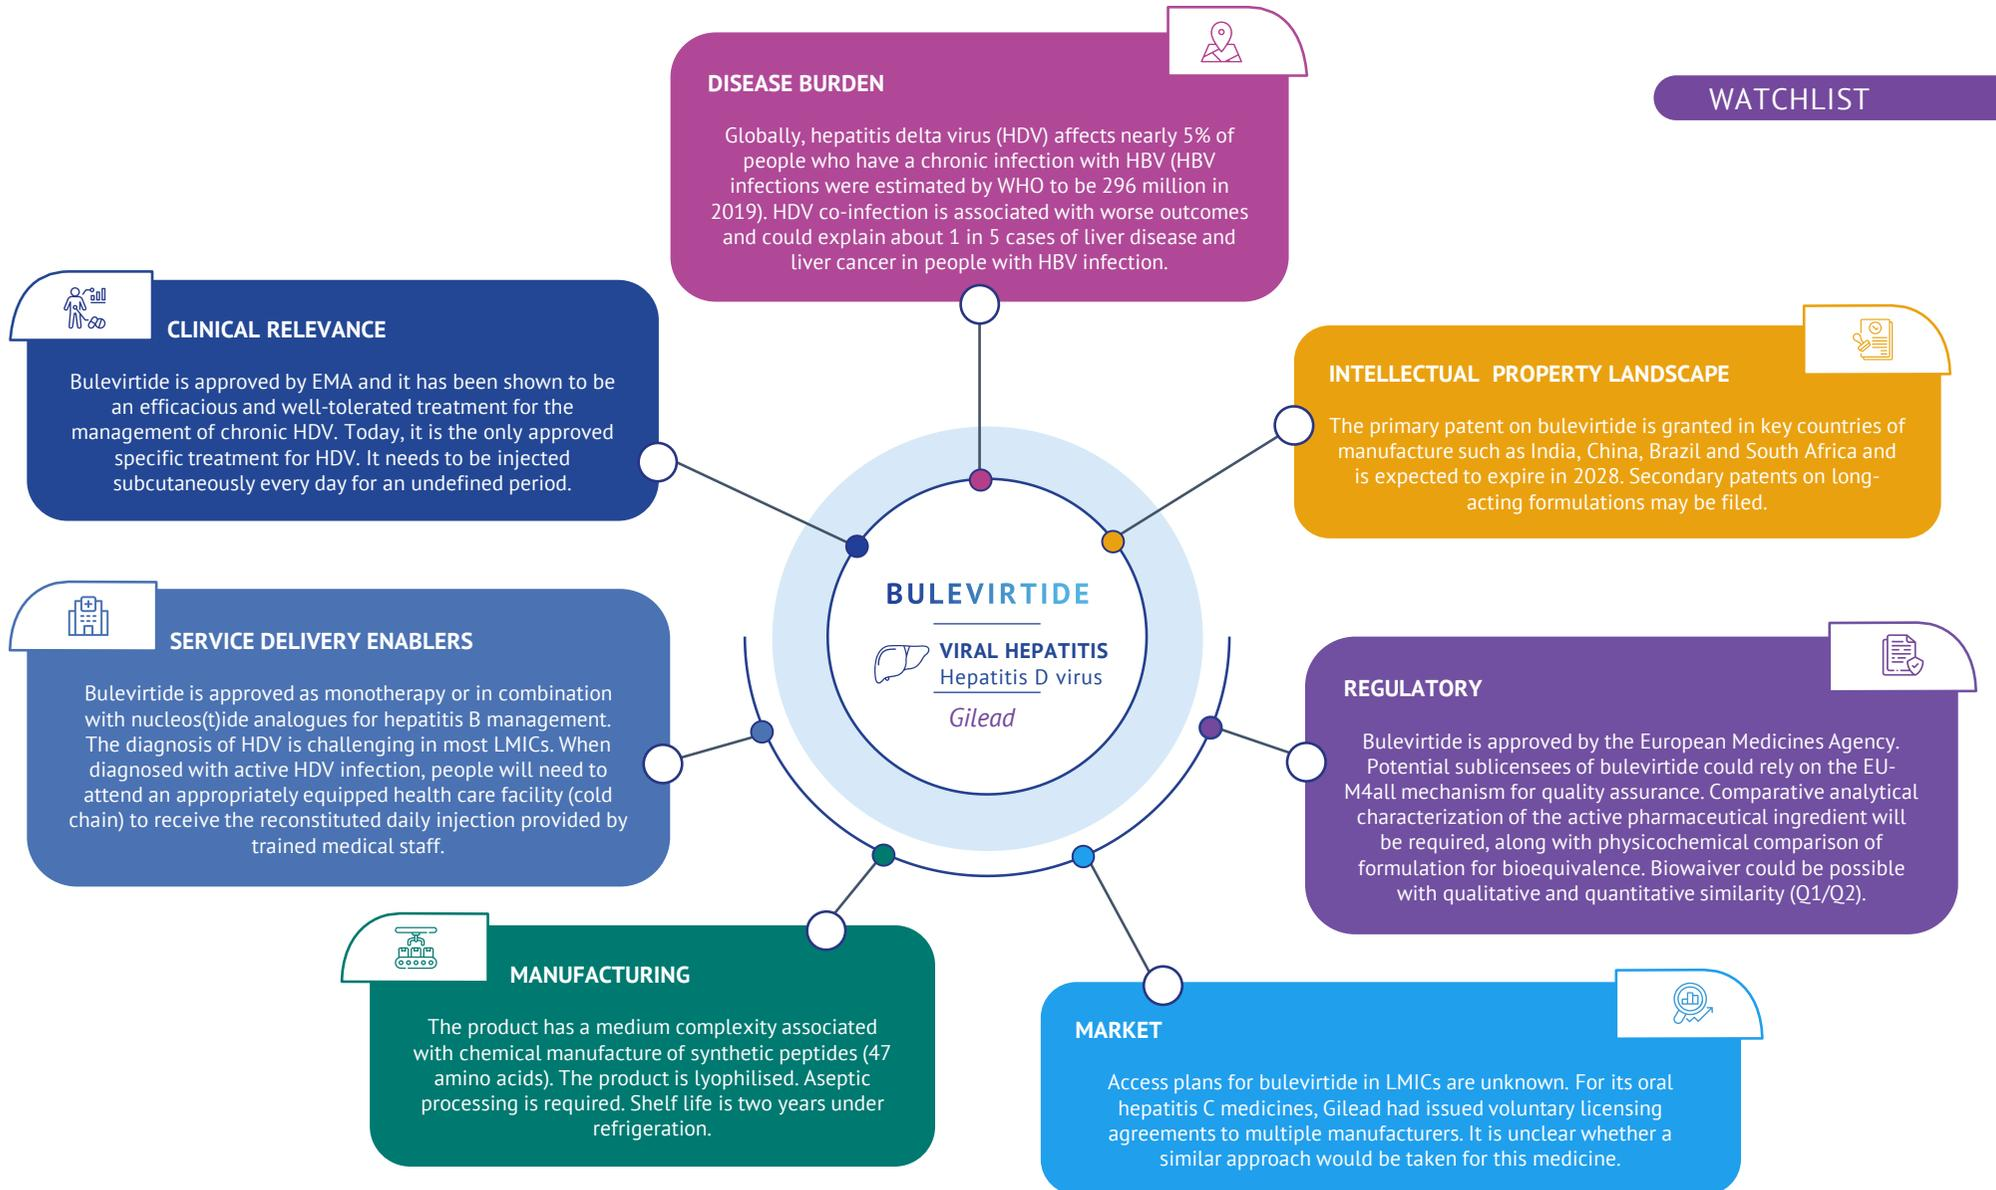 WATCHLIST
DISEASE BURDEN
Globally, hepatitis delta virus (HDV) affects nearly 5% of
people who have a chronic infection with HBV (HBV
infections were estimated by WHO to be 296 million in
2019). HDV co-infection is associated with worse outcomes
and could explain about 1 in 5 cases of liver disease and
liver cancer in people with HBV infection.
CLINICAL RELEVANCE
Bulevirtide is approved by EMA and it has been shown to be
an efficacious and well-tolerated treatment for the
management of chronic HDV. Today, it is the only approved
specific treatment for HDV. It needs to be injected
subcutaneously every day for an undefined period.
INTELLECTUAL PROPERTY LANDSCAPE
The primary patent on bulevirtide is granted in key countries of
manufacture such as India, China, Brazil and South Africa and
is expected to expire in 2028. Secondary patents on long-
acting formulations may be filed.
BULEVIRTIDE
VIRAL HEPATITIS
Hepatitis D virus
Gilead
SERVICE DELIVERY ENABLERS
Bulevirtide is approved as monotherapy or in combination
with nucleos(t)ide analogues for hepatitis B management.
The diagnosis of HDV is challenging in most LMICs. When
diagnosed with active HDV infection, people will need to
attend an appropriately equipped health care facility (cold
chain) to receive the reconstituted daily injection provided by
trained medical staff.
REGULATORY
Bulevirtide is approved by the European Medicines Agency.
Potential sublicensees of bulevirtide could rely on the EU-
M4all mechanism for quality assurance. Comparative analytical
characterization of the active pharmaceutical ingredient will
be required, along with physicochemical comparison of
formulation for bioequivalence. Biowaiver could be possible
with qualitative and quantitative similarity (Q1/Q2).
MANUFACTURING
The product has a medium complexity associated
with chemical manufacture of synthetic peptides (47
amino acids). The product is lyophilised. Aseptic
processing is required. Shelf life is two years under
refrigeration.
MARKET
Access plans for bulevirtide in LMICs are unknown. For its oral
hepatitis C medicines, Gilead had issued voluntary licensing
agreements to multiple manufacturers. It is unclear whether a
similar approach would be taken for this medicine.